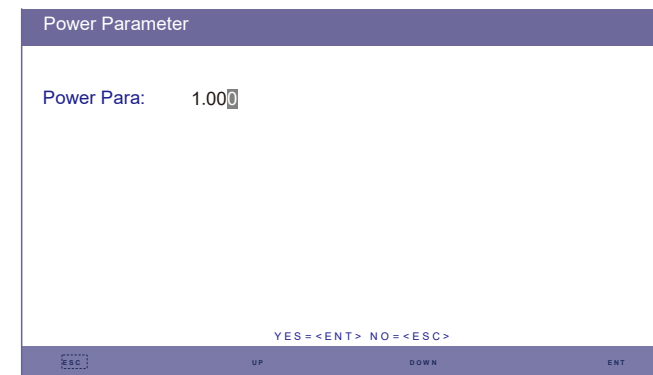 Power Parameter
Power Para: 1.000
YES=<ENT> NO=<ESC>
ESC UP DOWN ENT